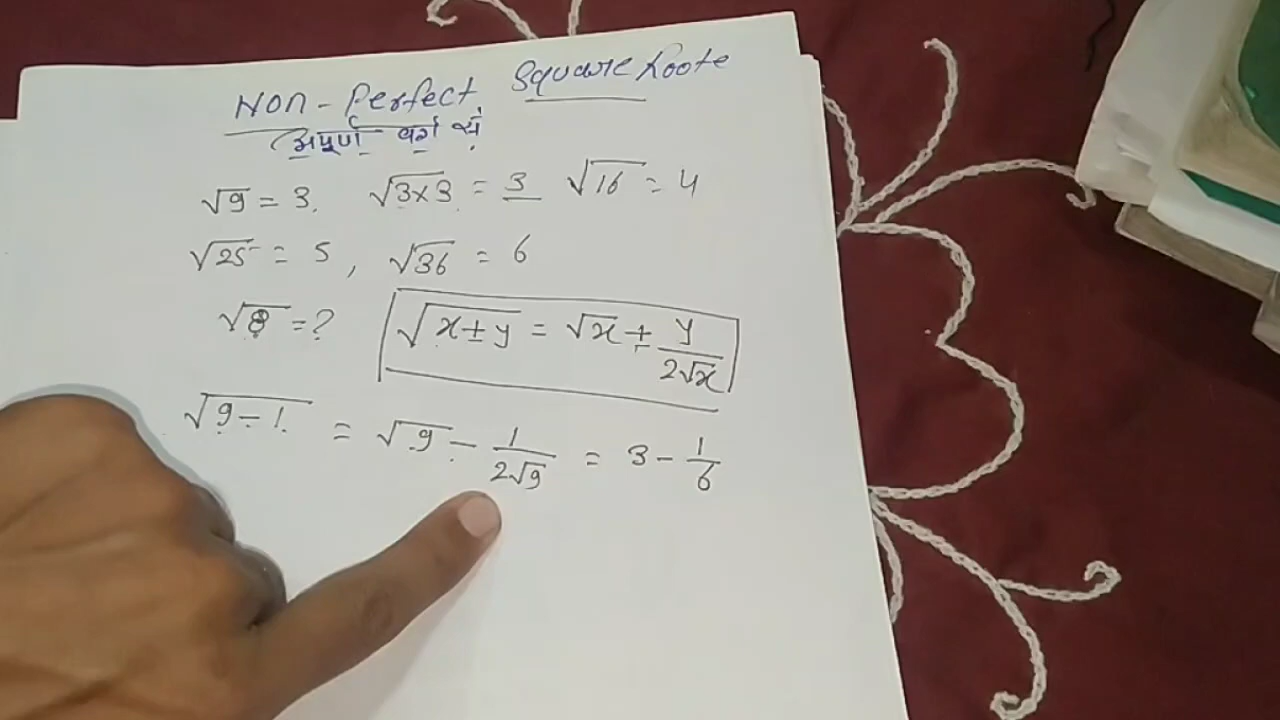 Non-Perfect Square Roote
अपूर्ण वर्ग सं
√9 = 3. √3×3 = 3 √16 = 4
√25 = 5, √36 = 6
√8 = ? √x±y = √x ± y/2√x
√9-1 = √9 - 1/2√9 = 3 - 1/6